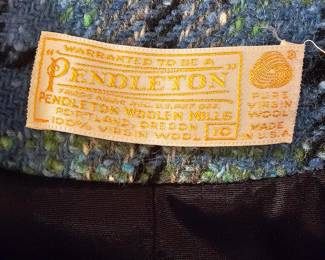 "WARRANTED TO BE A
"PENDLETON"
PENDLETON WOOLEN MILLS
PORTLAND, OREGON
100% VIRGIN WOOL
10
PURE
VIRGIN
WOOL
MADE
IN U.S.A.